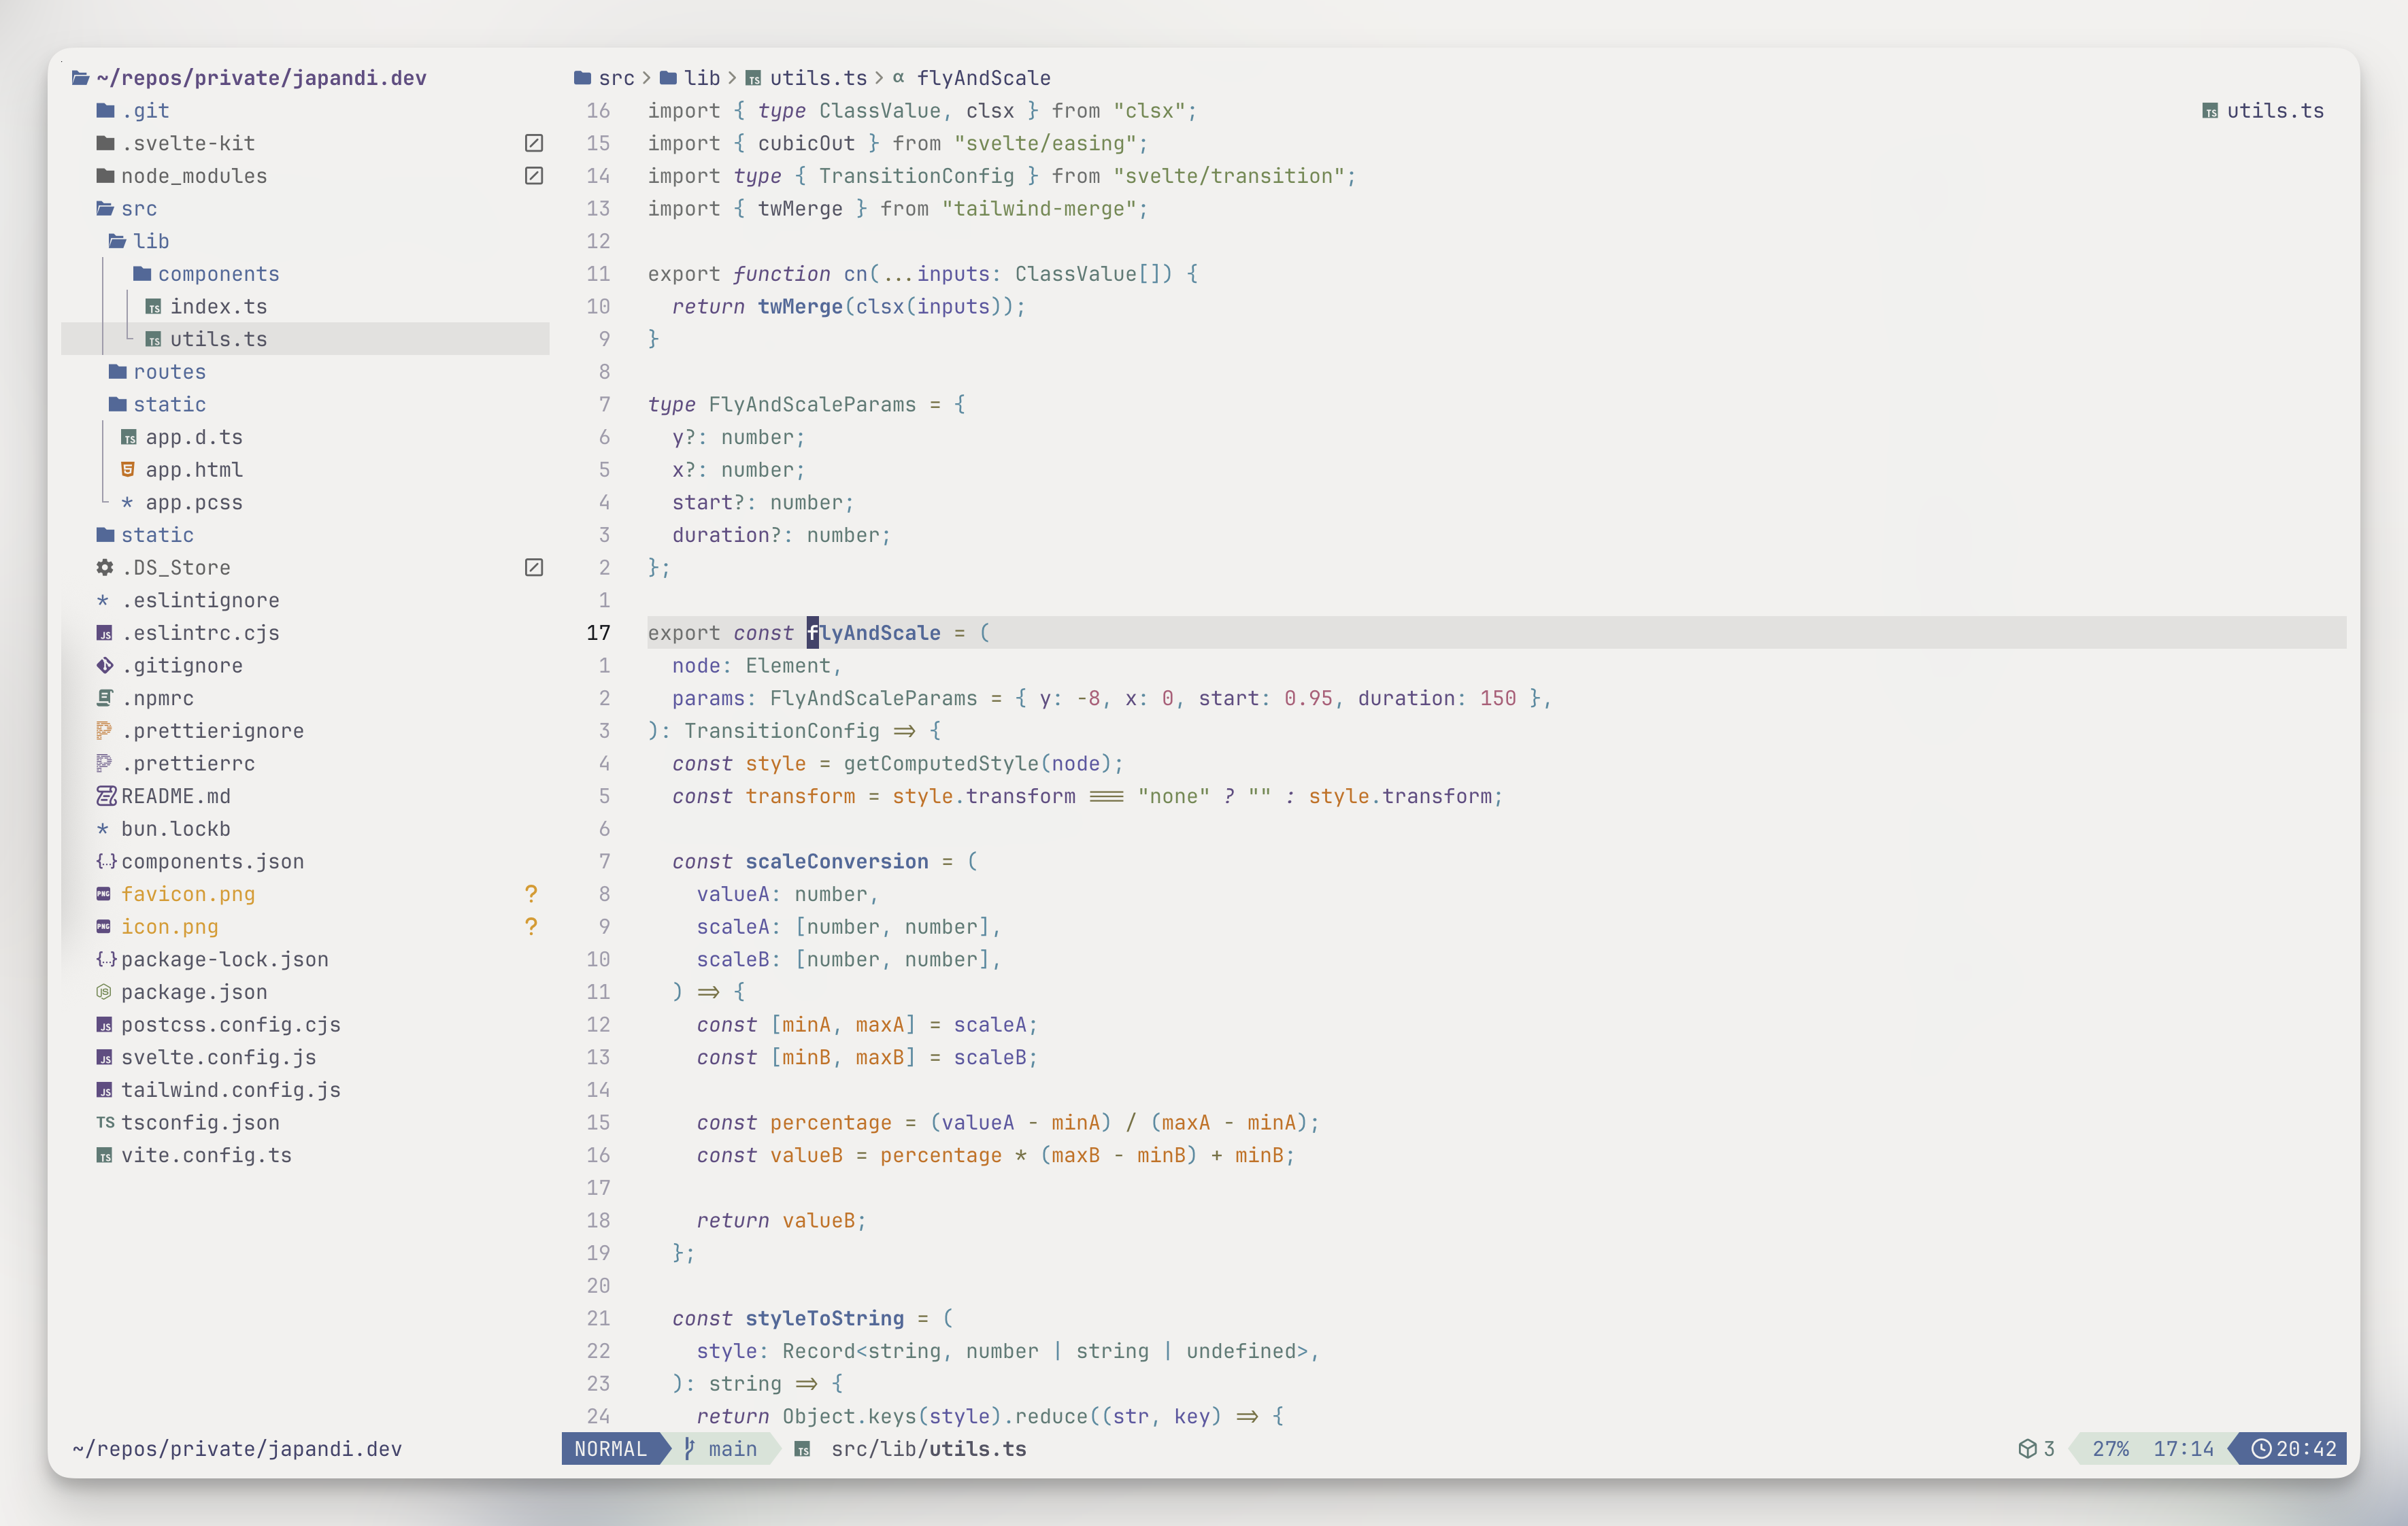 ~/repos/private/japandi.dev
.git
.svelte-kit
node_modules
src
lib
components
index.ts
utils.ts
routes
static
app.d.ts
app.html
app.pcss
static
.DS_Store
.eslintignore
.eslintrc.cjs
.gitignore
.npmrc
.prettierignore
.prettierrc
README.md
bun.lockb
components.json
favicon.png ?
icon.png ?
package-lock.json
package.json
postcss.config.cjs
svelte.config.js
tailwind.config.js
TS tsconfig.json
vite.config.ts
~/repos/private/japandi.dev
src > lib > utils.ts > α flyAndScale
utils.ts
16 import { type ClassValue, clsx } from "clsx";
15 import { cubicOut } from "svelte/easing";
14 import type { TransitionConfig } from "svelte/transition";
13 import { twMerge } from "tailwind-merge";
12
11 export function cn(...inputs: ClassValue[]) {
10   return twMerge(clsx(inputs));
9 }
8
7 type FlyAndScaleParams = {
6   y?: number;
5   x?: number;
4   start?: number;
3   duration?: number;
2 };
1
17 export const flyAndScale = (
1   node: Element,
2   params: FlyAndScaleParams = { y: -8, x: 0, start: 0.95, duration: 150 },
3 ): TransitionConfig => {
4   const style = getComputedStyle(node);
5   const transform = style.transform === "none" ? "" : style.transform;
6
7   const scaleConversion = (
8     valueA: number,
9     scaleA: [number, number],
10     scaleB: [number, number],
11   ) => {
12     const [minA, maxA] = scaleA;
13     const [minB, maxB] = scaleB;
14
15     const percentage = (valueA - minA) / (maxA - minA);
16     const valueB = percentage * (maxB - minB) + minB;
17
18     return valueB;
19   };
20
21   const styleToString = (
22     style: Record<string, number | string | undefined>,
23   ): string => {
24     return Object.keys(style).reduce((str, key) => {
NORMAL main src/lib/utils.ts 3 27% 17:14 20:42